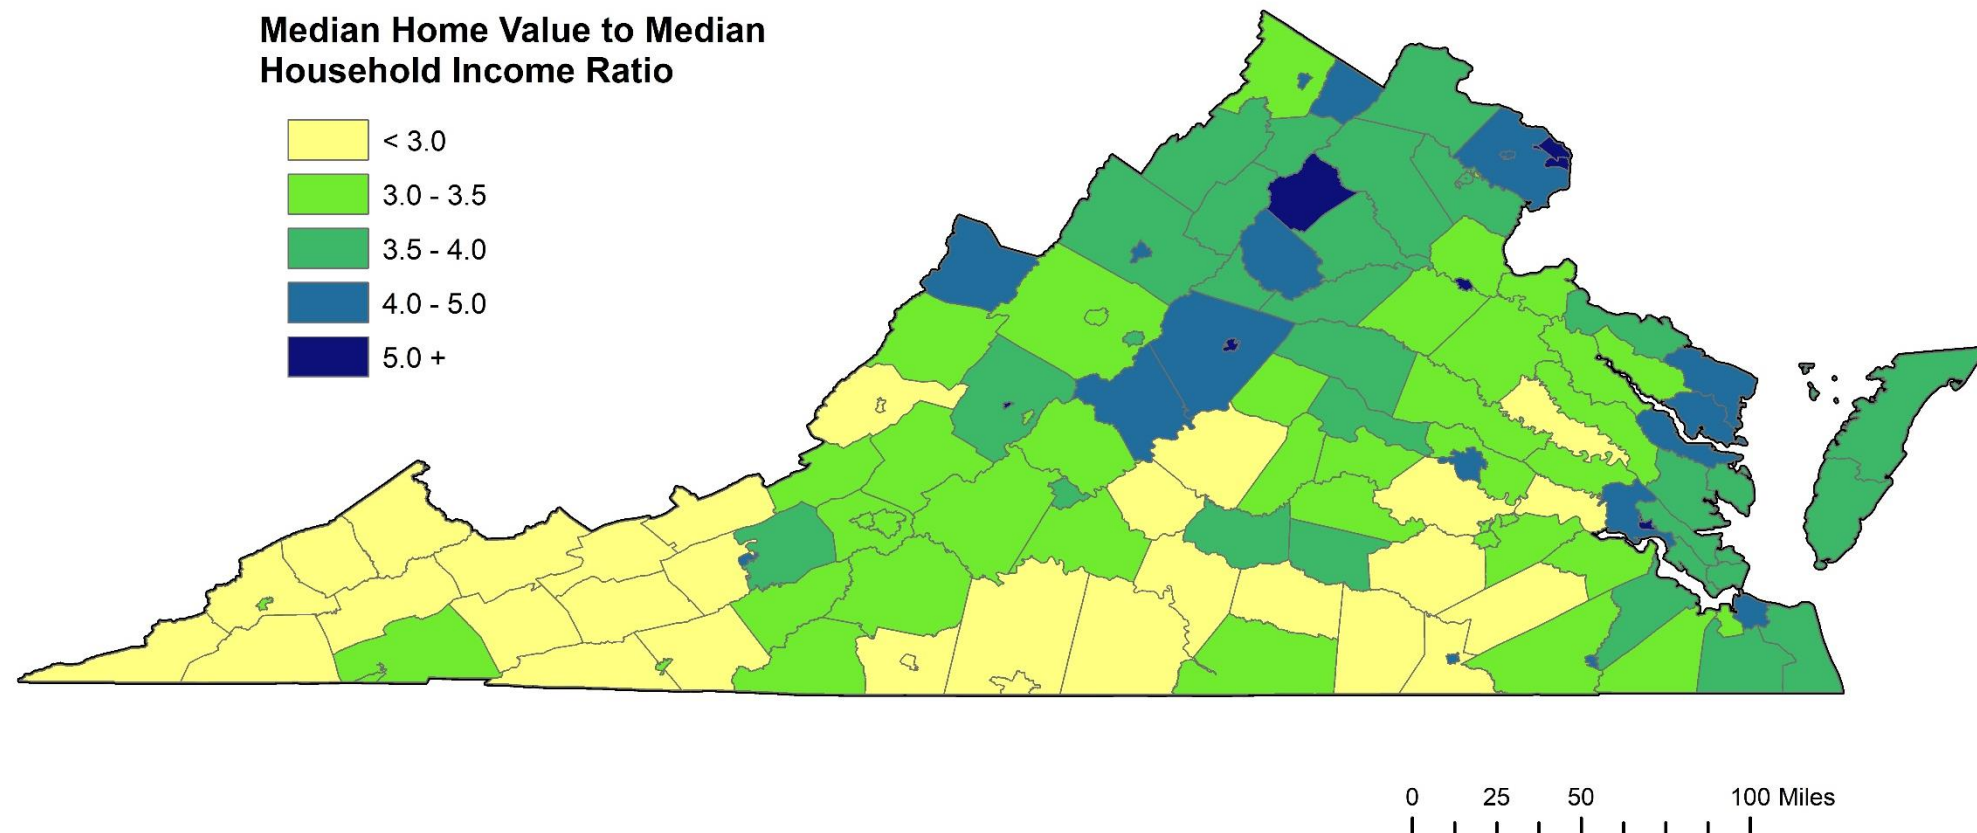 Median Home Value to Median
Household Income Ratio
< 3.0
3.0 - 3.5
3.5 - 4.0
4.0 - 5.0
5.0 +
0 25 50 100 Miles